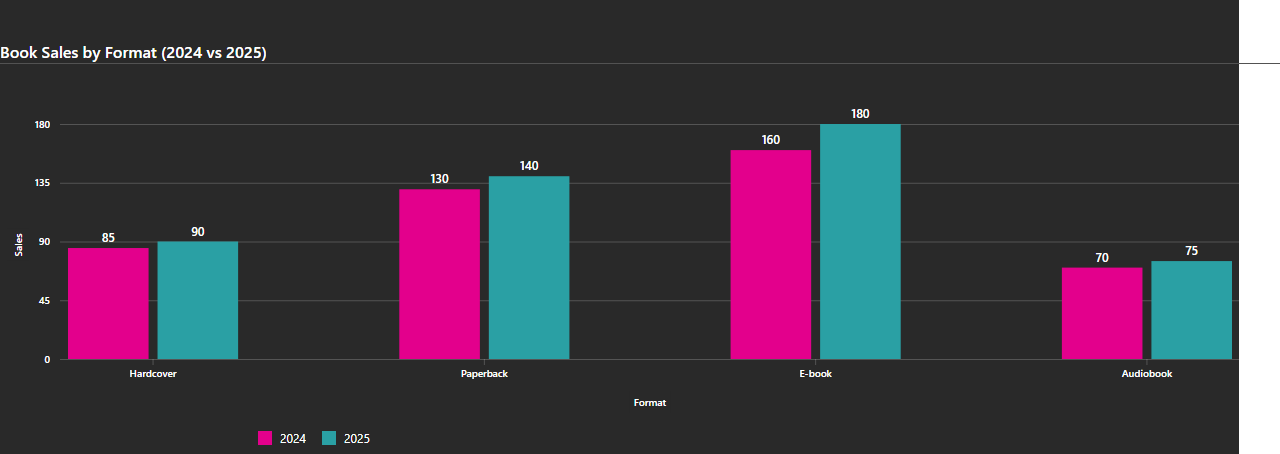 Book Sales by Format (2024 vs 2025)
180
135
90
45
0
Sales
85
90
130
140
160
180
70
75
Hardcover
Paperback
E-book
Audiobook
Format
2024
2025